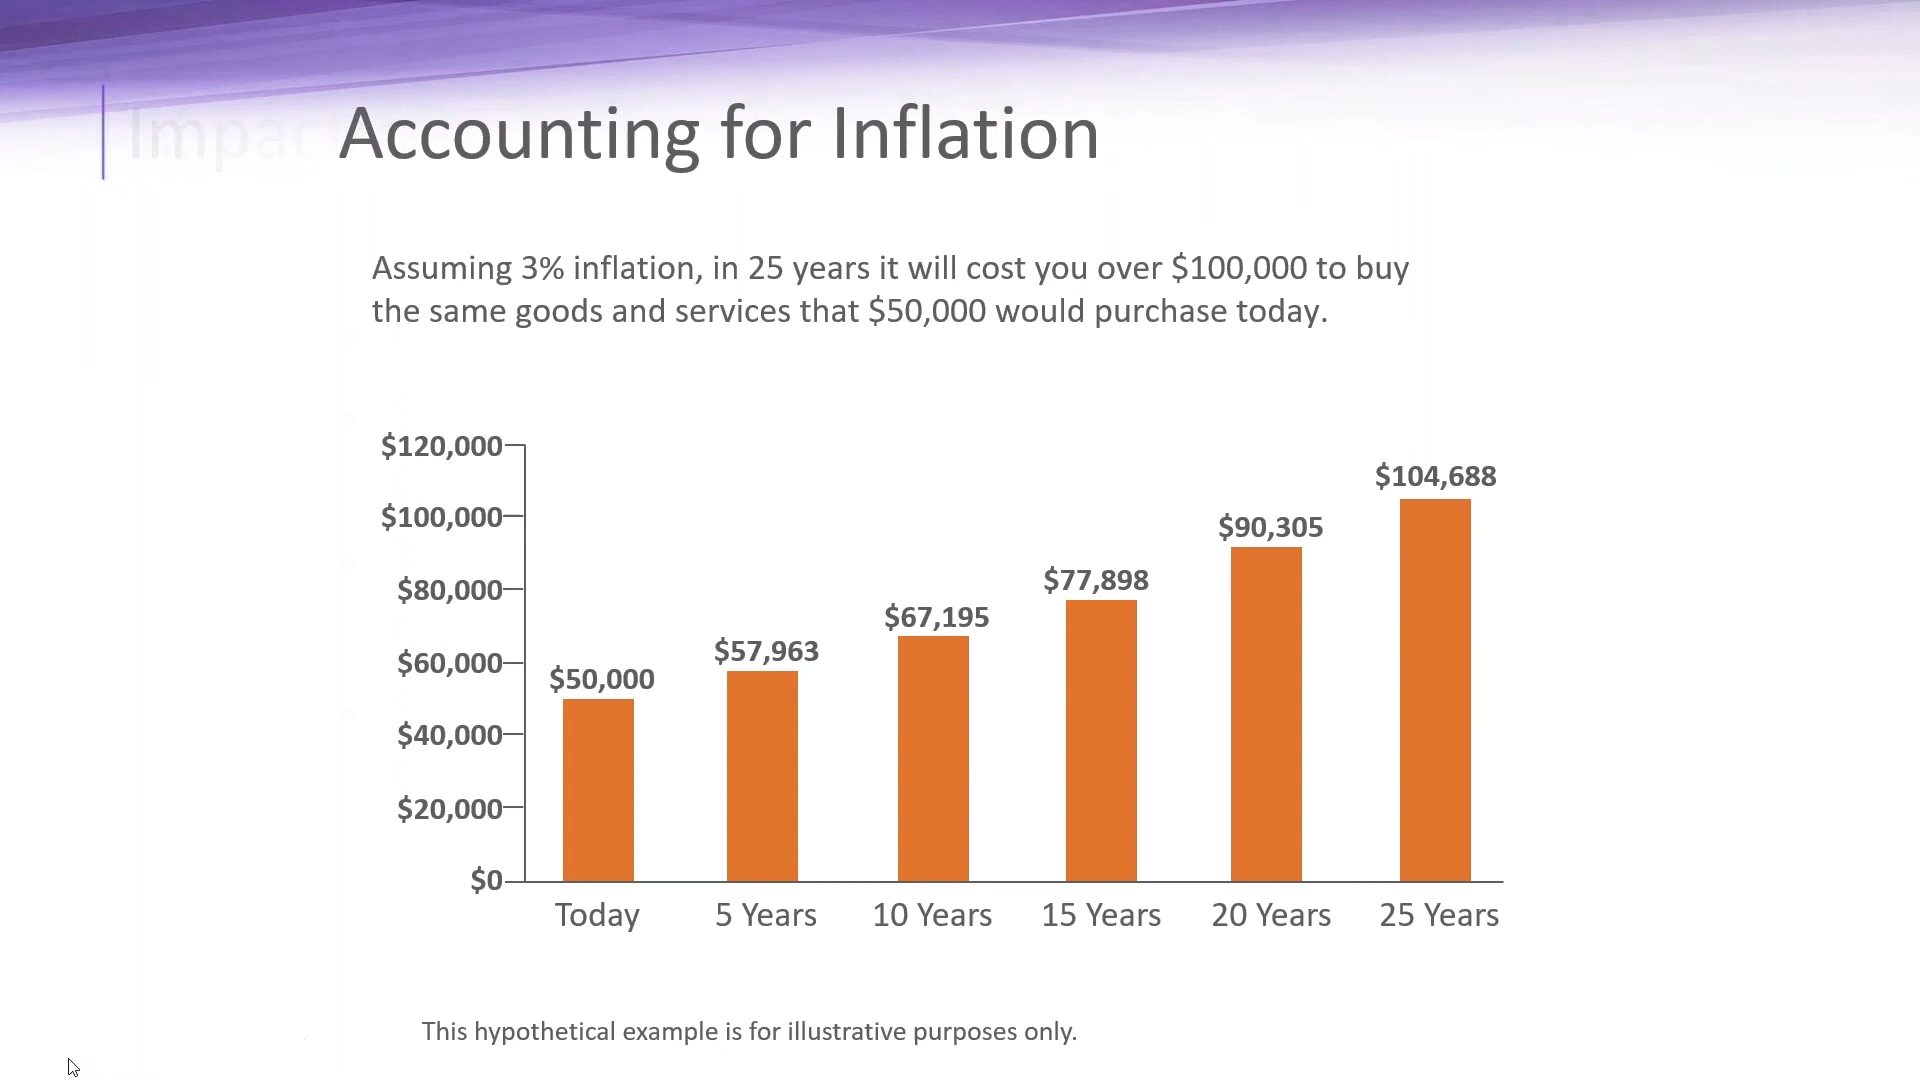 Accounting for Inflation
Assuming 3% inflation, in 25 years it will cost you over $100,000 to buy
the same goods and services that $50,000 would purchase today.
$120,000
$100,000
$80,000
$60,000
$40,000
$20,000
$0
$50,000
$57,963
$67,195
$77,898
$90,305
$104,688
Today 5 Years 10 Years 15 Years 20 Years 25 Years
This hypothetical example is for illustrative purposes only.